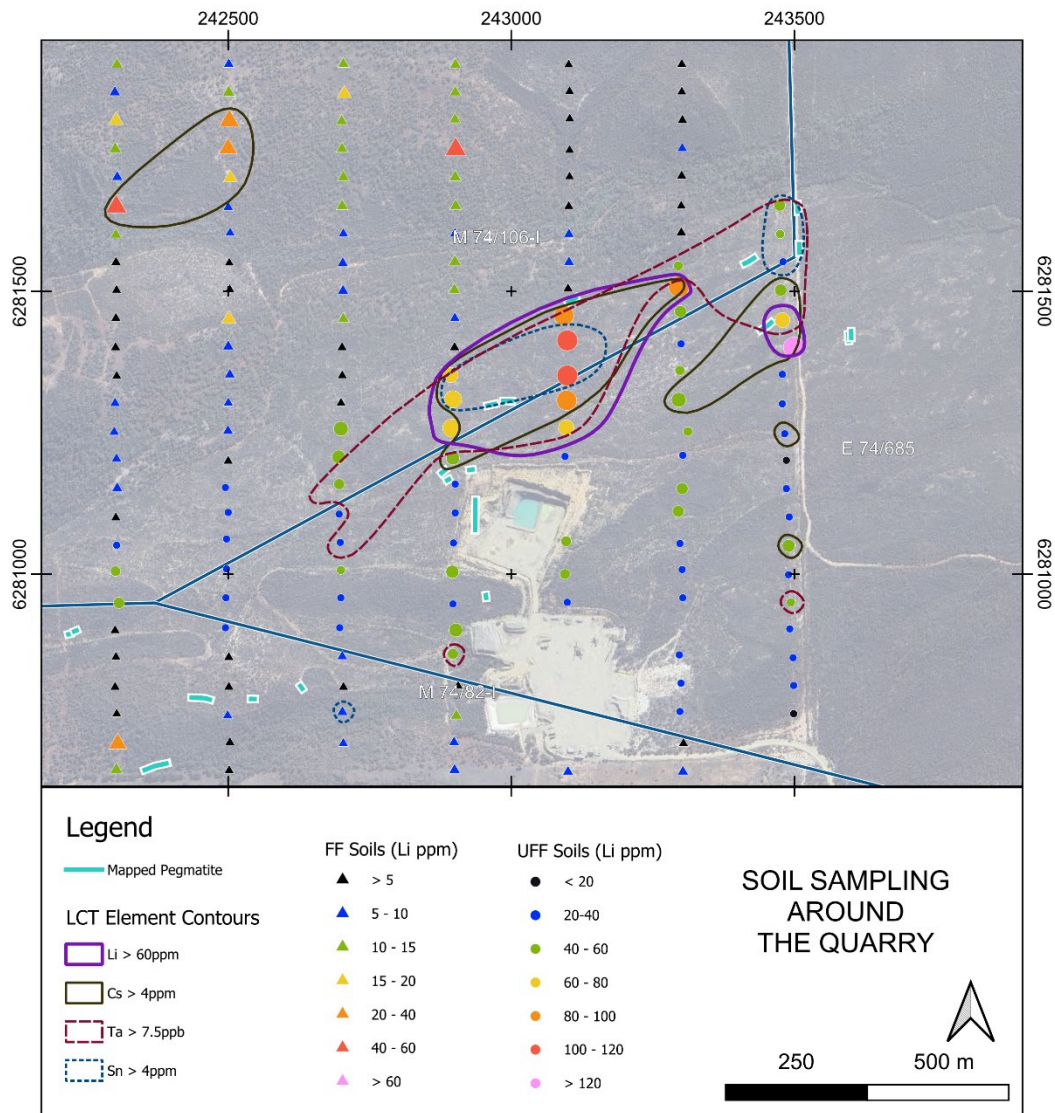 242500 243000 243500
M 74/106-I
6281500 6281500
E 74/685
6281000 6281000
M 74/82-I
Legend
Mapped Pegmatite
LCT Element Contours
Li > 60ppm
Cs > 4ppm
Ta > 7.5ppb
Sn > 4ppm
FF Soils (Li ppm)
> 5
5 - 10
10 - 15
15 - 20
20 - 40
40 - 60
> 60
UFF Soils (Li ppm)
< 20
20-40
40 - 60
60 - 80
80 - 100
100 - 120
> 120
SOIL SAMPLING
AROUND
THE QUARRY
250 500 m